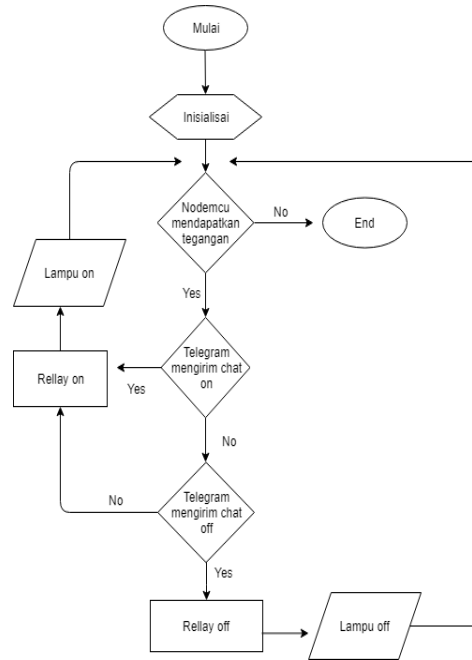 Mulai
Inisialisai
Nodemcu
mendapatkan
tegangan
No
End
Yes
Lampu on
Telegram
mengirim chat
on
Yes
Rellay on
No
Telegram
mengirim chat
off
No
Yes
Rellay off
Lampu off